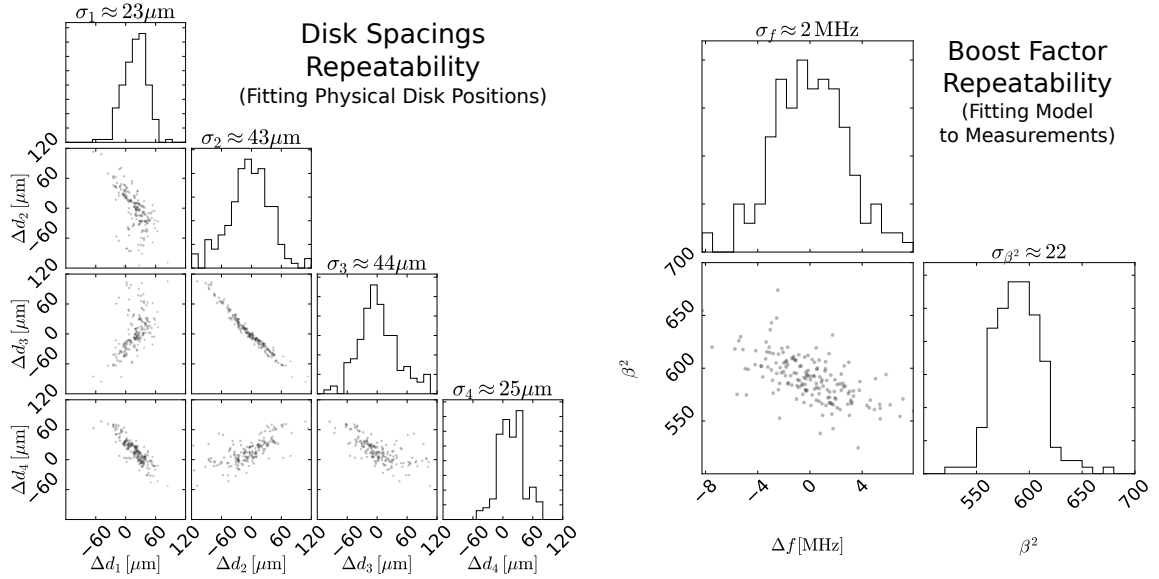 σ₁ ≈ 23μm
Disk Spacings
Repeatability
(Fitting Physical Disk Positions)
σ₂ ≈ 43μm
120
60
0
−60
Δd₂ [μm]
σ₃ ≈ 44μm
120
60
0
−60
Δd₃ [μm]
σ₄ ≈ 25μm
120
60
0
−60
Δd₄ [μm]
−60 0 60 120 −60 0 60 120 −60 0 60 120 −60 0 60 120
Δd₁ [μm] Δd₂ [μm] Δd₃ [μm] Δd₄ [μm]
σf ≈ 2 MHz
Boost Factor
Repeatability
(Fitting Model
to Measurements)
σβ² ≈ 22
700
650
600
550
β²
−8 −4 0 4 550 600 650 700
Δf [MHz] β²